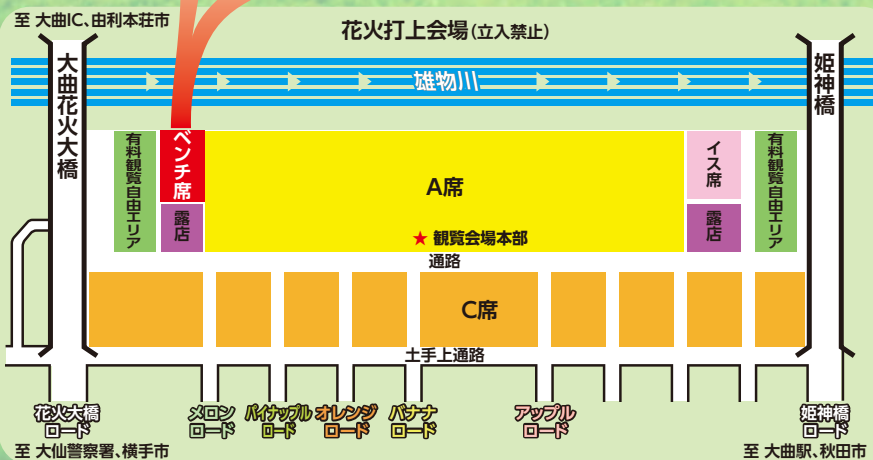 至 大曲IC、由利本荘市
花火打上会場(立入禁止)
大曲花火大橋
雄物川
姫神橋
有料観覧自由エリア
ベンチ席
露店
A席
イス席
露店
有料観覧自由エリア
★ 観覧会場本部
通路
C席
土手上通路
花火大橋
ロード
メロン
ロード
パイナップル
ロード
オレンジ
ロード
バナナ
ロード
アップル
ロード
姫神橋
ロード
至 大仙警察署、横手市
至 大曲駅、秋田市